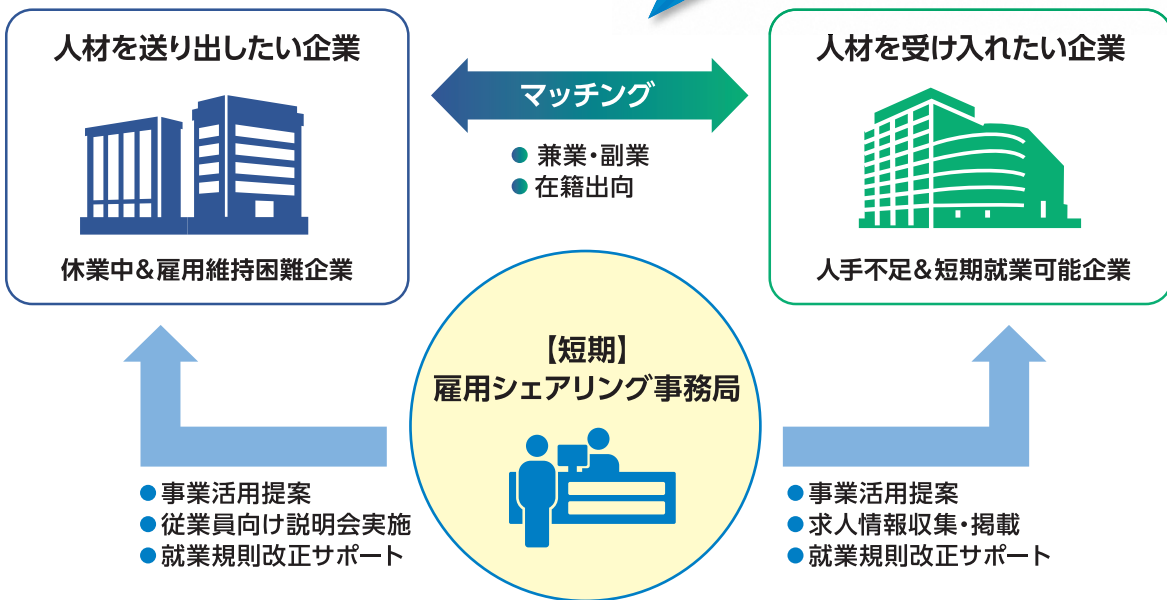 人材を送り出したい企業
休業中&雇用維持困難企業
マッチング
● 兼業・副業
● 在籍出向
人材を受け入れたい企業
人手不足&短期就業可能企業
【短期】
雇用シェアリング事務局
● 事業活用提案
● 従業員向け説明会実施
● 就業規則改正サポート
● 事業活用提案
● 求人情報収集・掲載
● 就業規則改正サポート